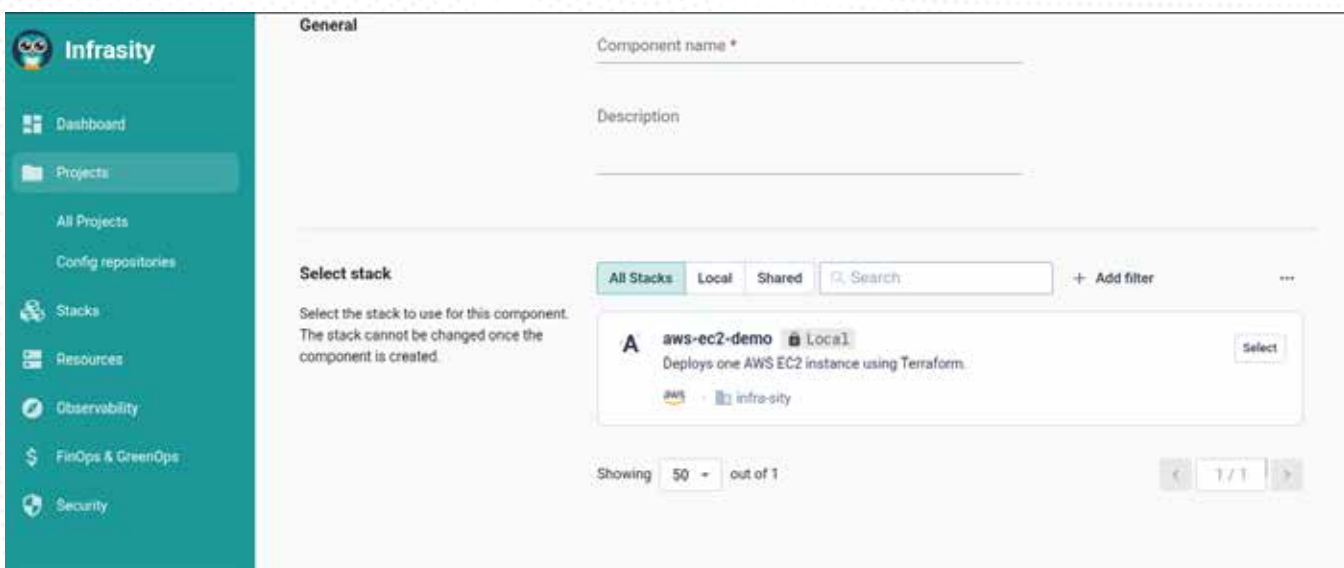 Infrasity
Dashboard
Projects
All Projects
Config repositories
Stacks
Resources
Observability
FinOps & GreenOps
Security
General
Component name *
Description
Select stack
Select the stack to use for this component.
The stack cannot be changed once the
component is created.
All Stacks Local Shared Search + Add filter ...
A aws-ec2-demo Local
Deploys one AWS EC2 instance using Terraform.
Select
aws · infra-sity
Showing 50 out of 1
< 1 / 1 >